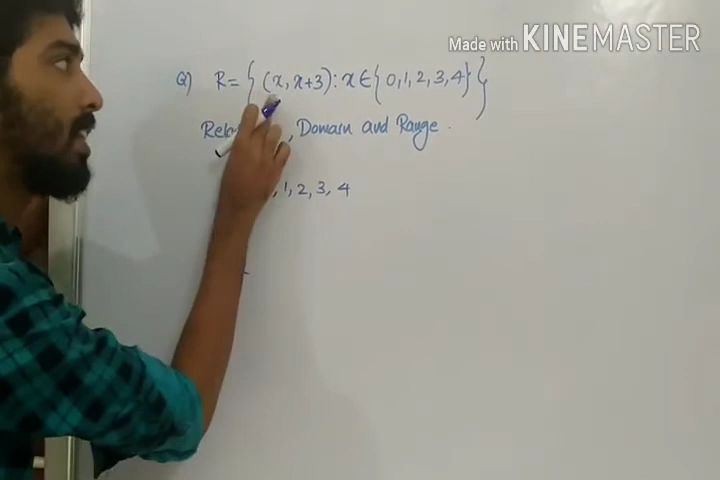 Made with KINEMASTER
Q) R = { (x, x+3) : x ∈ { 0, 1, 2, 3, 4 } }
, Domain and Range .
, 1, 2, 3, 4